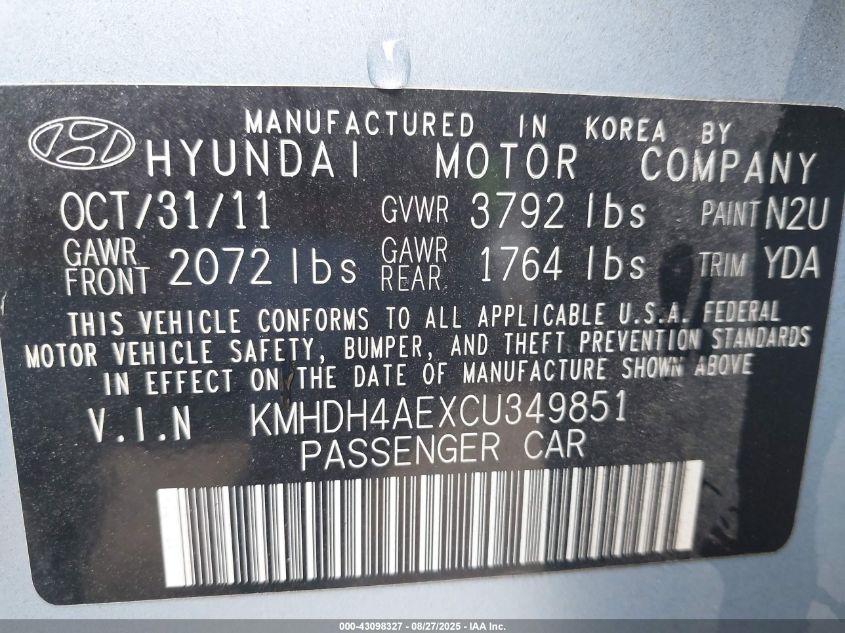 MANUFACTURED IN KOREA BY
HYUNDAI MOTOR COMPANY
OCT/31/11 GVWR 3792 lbs PAINT N2U
GAWR FRONT 2072 lbs GAWR REAR 1764 lbs TRIM YDA
THIS VEHICLE CONFORMS TO ALL APPLICABLE U.S.A. FEDERAL
MOTOR VEHICLE SAFETY, BUMPER, AND THEFT PREVENTION STANDARDS
IN EFFECT ON THE DATE OF MANUFACTURE SHOWN ABOVE
V.I.N KMHDH4AEXCU349851
PASSENGER CAR
000-43098327 - 08/27/2025 - IAA Inc.